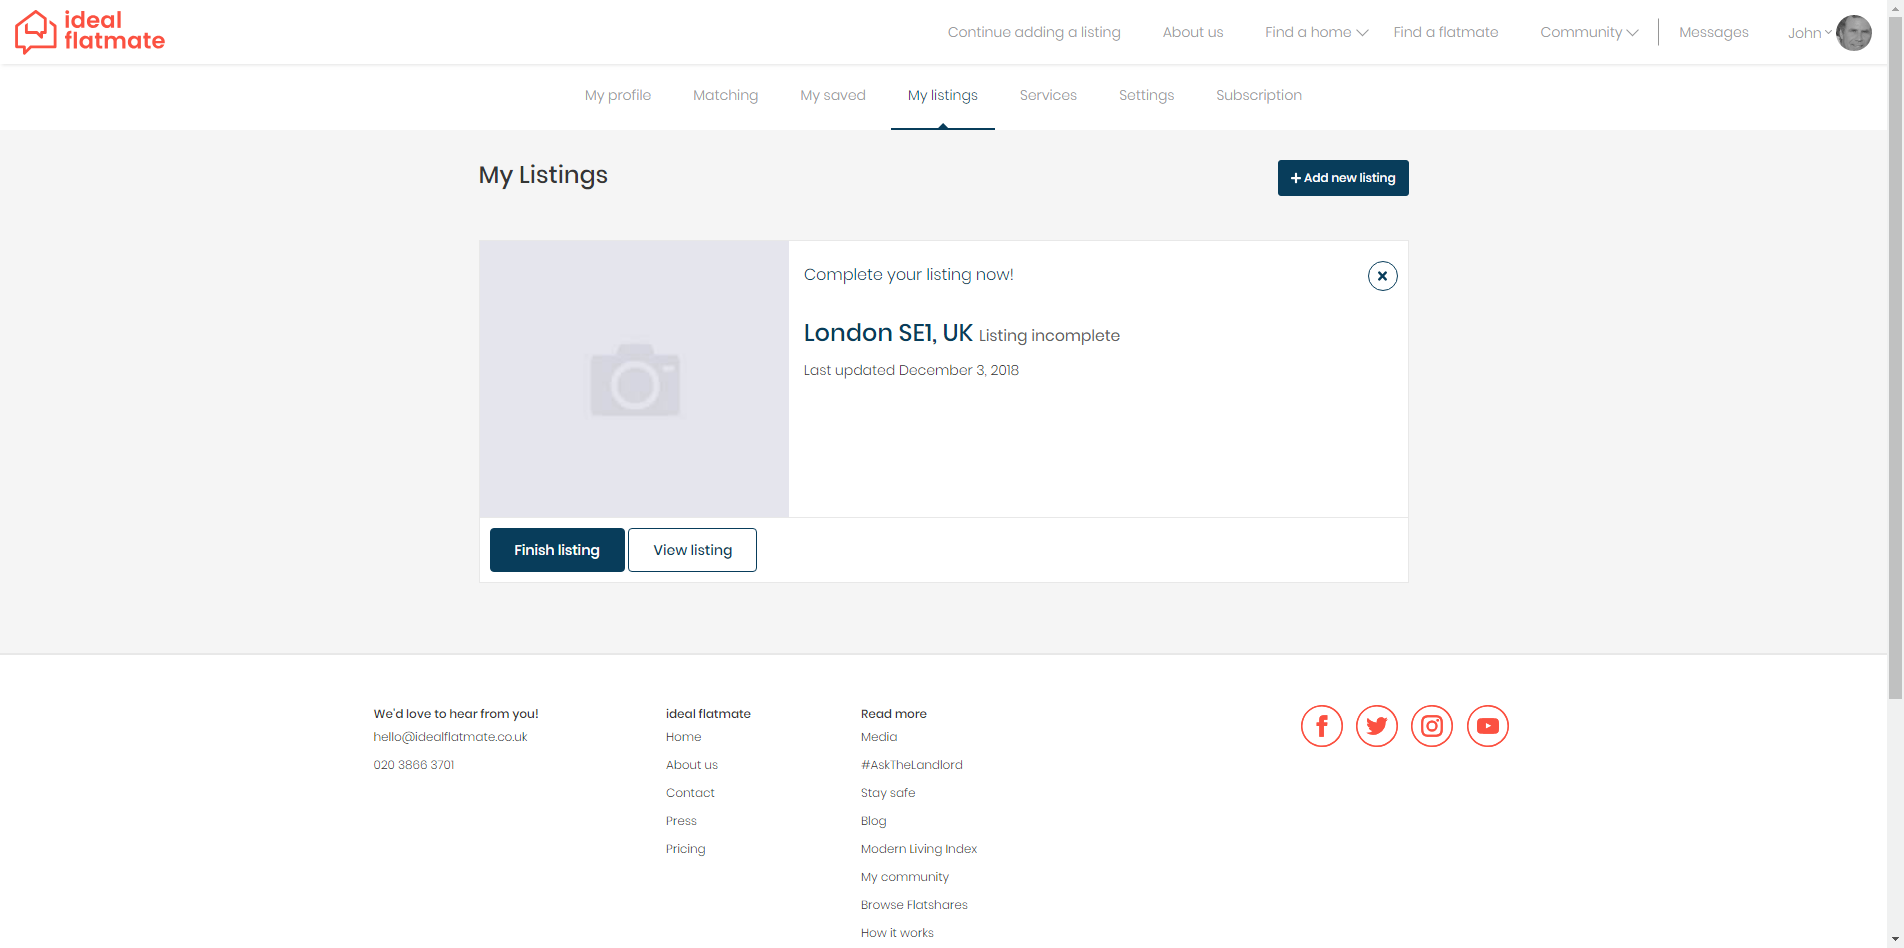 ideal
flatmate
Continue adding a listing
About us
Find a home
Find a flatmate
Community
Messages
John
My profile
Matching
My saved
My listings
Services
Settings
Subscription
My Listings
+ Add new listing
Complete your listing now!
London SE1, UK Listing incomplete
Last updated December 3, 2018
Finish listing
View listing
We'd love to hear from you!
hello@idealflatmate.co.uk
020 3866 3701
ideal flatmate
Home
About us
Contact
Press
Pricing
Read more
Media
#AskTheLandlord
Stay safe
Blog
Modern Living Index
My community
Browse Flatshares
How it works